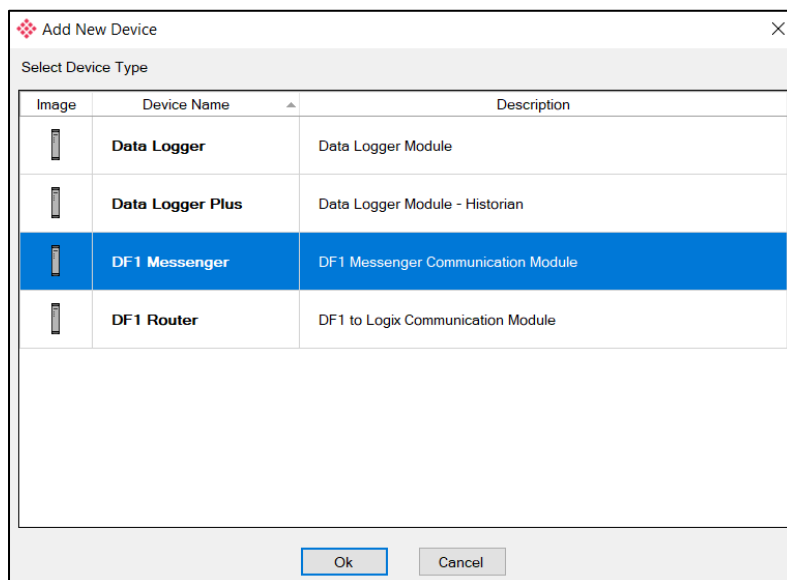 Add New Device
Select Device Type
Image Device Name Description
Data Logger Data Logger Module
Data Logger Plus Data Logger Module - Historian
DF1 Messenger DF1 Messenger Communication Module
DF1 Router DF1 to Logix Communication Module
Ok Cancel